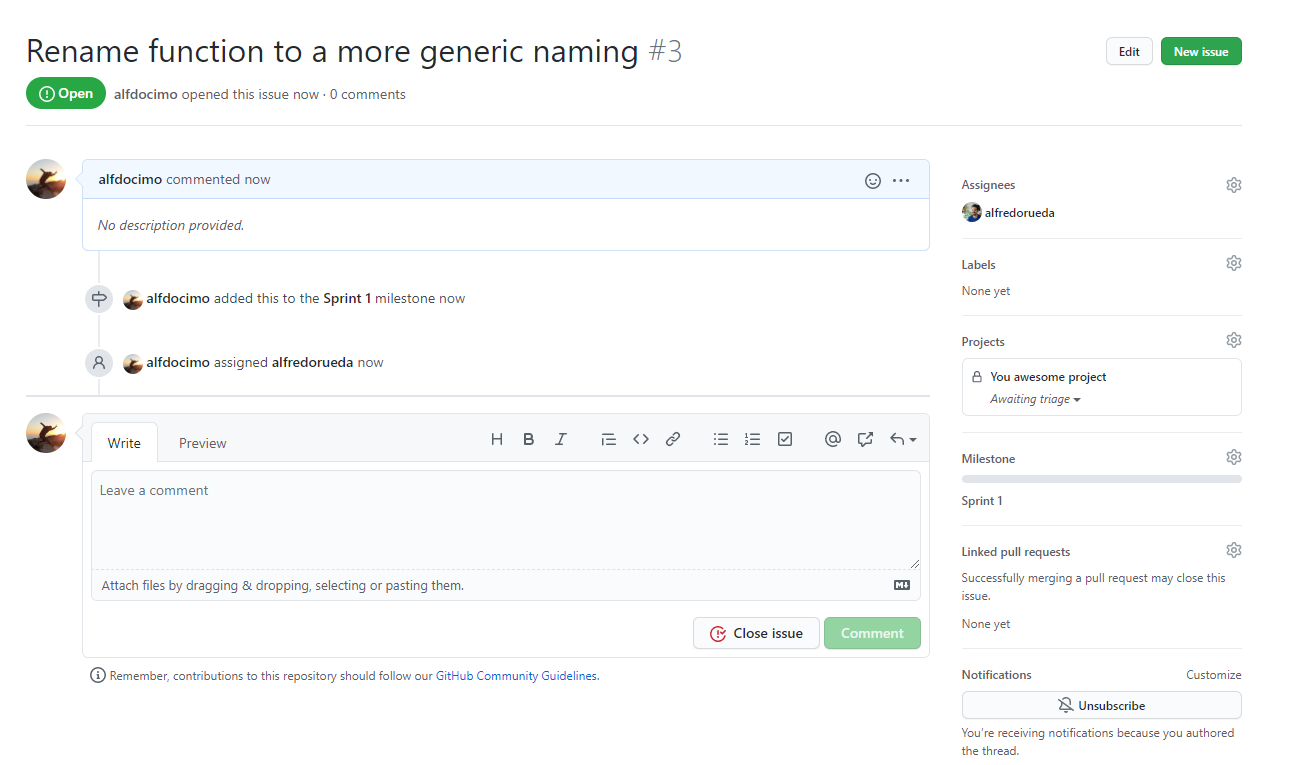 Rename function to a more generic naming #3
Edit
New issue
Open
alfdocimo opened this issue now · 0 comments
alfdocimo commented now
No description provided.
alfdocimo added this to the Sprint 1 milestone now
alfdocimo assigned alfredorueda now
Write
Preview
Leave a comment
Attach files by dragging & dropping, selecting or pasting them.
Close issue
Comment
Remember, contributions to this repository should follow our GitHub Community Guidelines.
Assignees
alfredorueda
Labels
None yet
Projects
You awesome project
Awaiting triage
Milestone
Sprint 1
Linked pull requests
Successfully merging a pull request may close this
issue.
None yet
Notifications
Customize
Unsubscribe
You're receiving notifications because you authored
the thread.